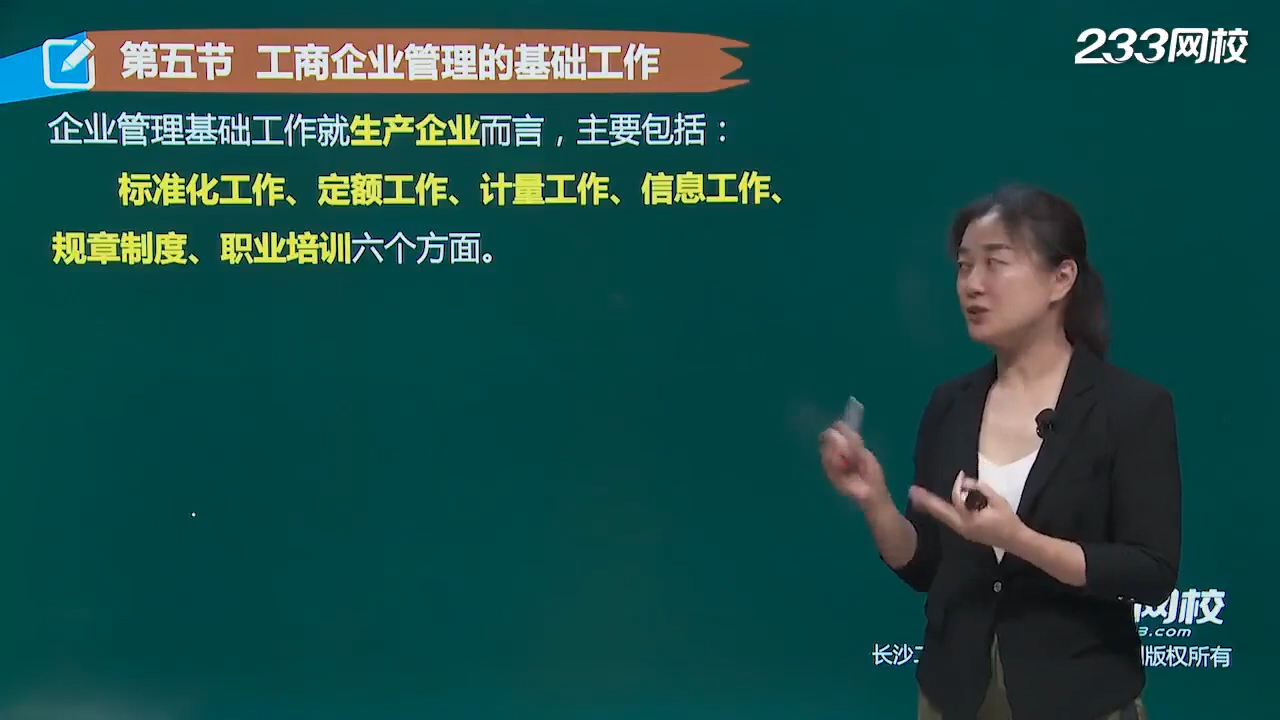 第五节 工商企业管理的基础工作
233网校
企业管理基础工作就生产企业而言，主要包括：
标准化工作、定额工作、计量工作、信息工作、
规章制度、职业培训六个方面。
网校
3.com
长沙
版权所有